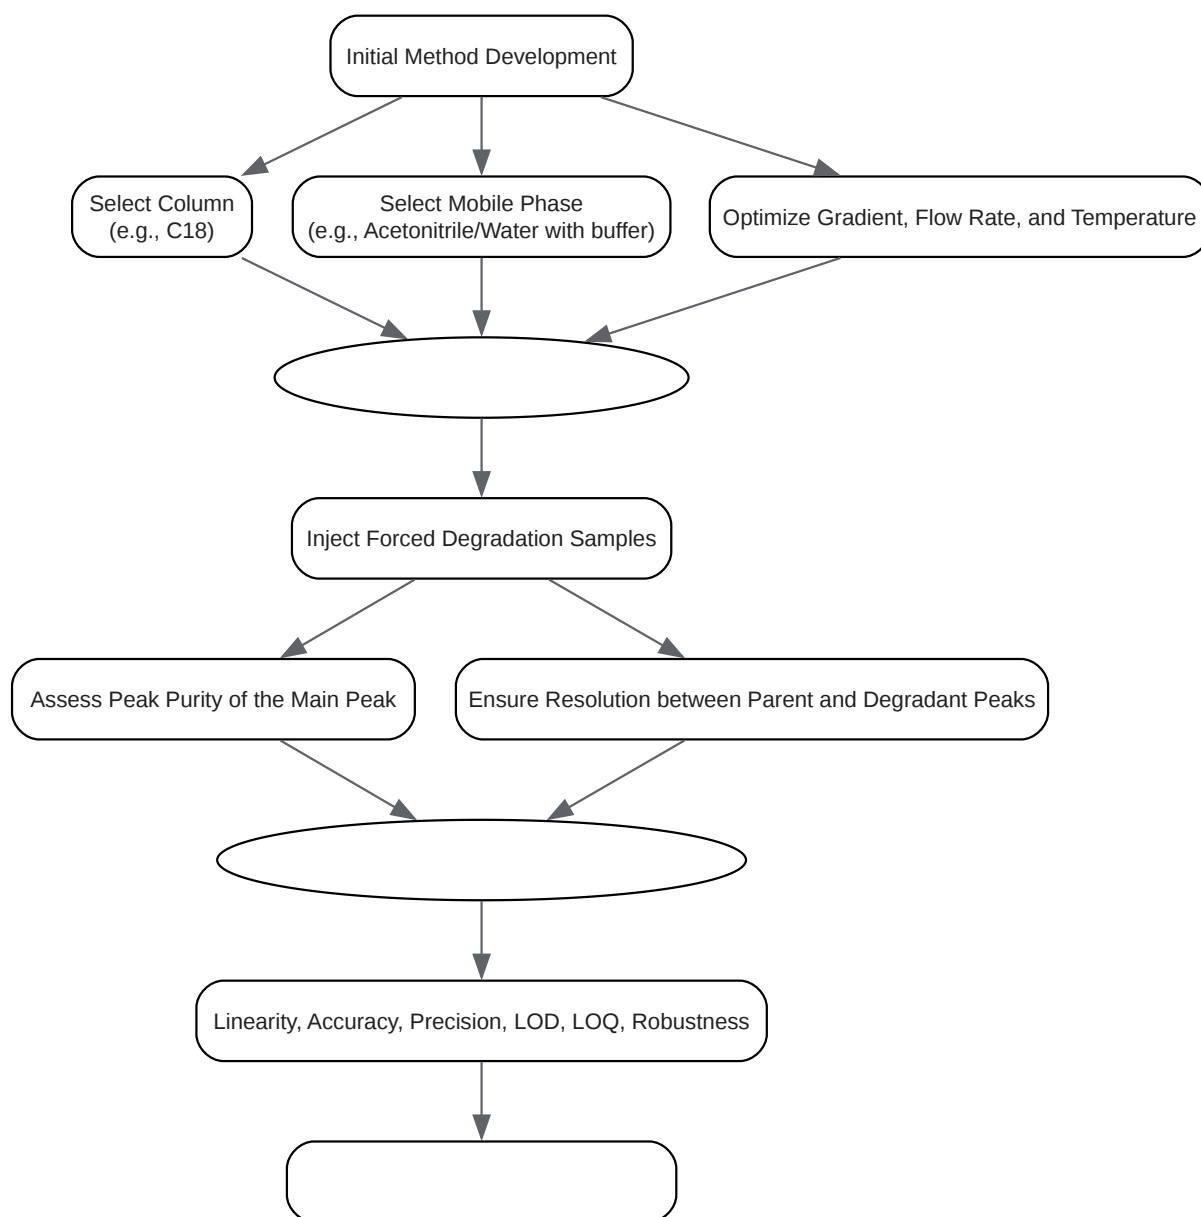 Initial Method Development
Select Column
(e.g., C18)
Select Mobile Phase
(e.g., Acetonitrile/Water with buffer)
Optimize Gradient, Flow Rate, and Temperature
Inject Forced Degradation Samples
Assess Peak Purity of the Main Peak
Ensure Resolution between Parent and Degradant Peaks
Linearity, Accuracy, Precision, LOD, LOQ, Robustness